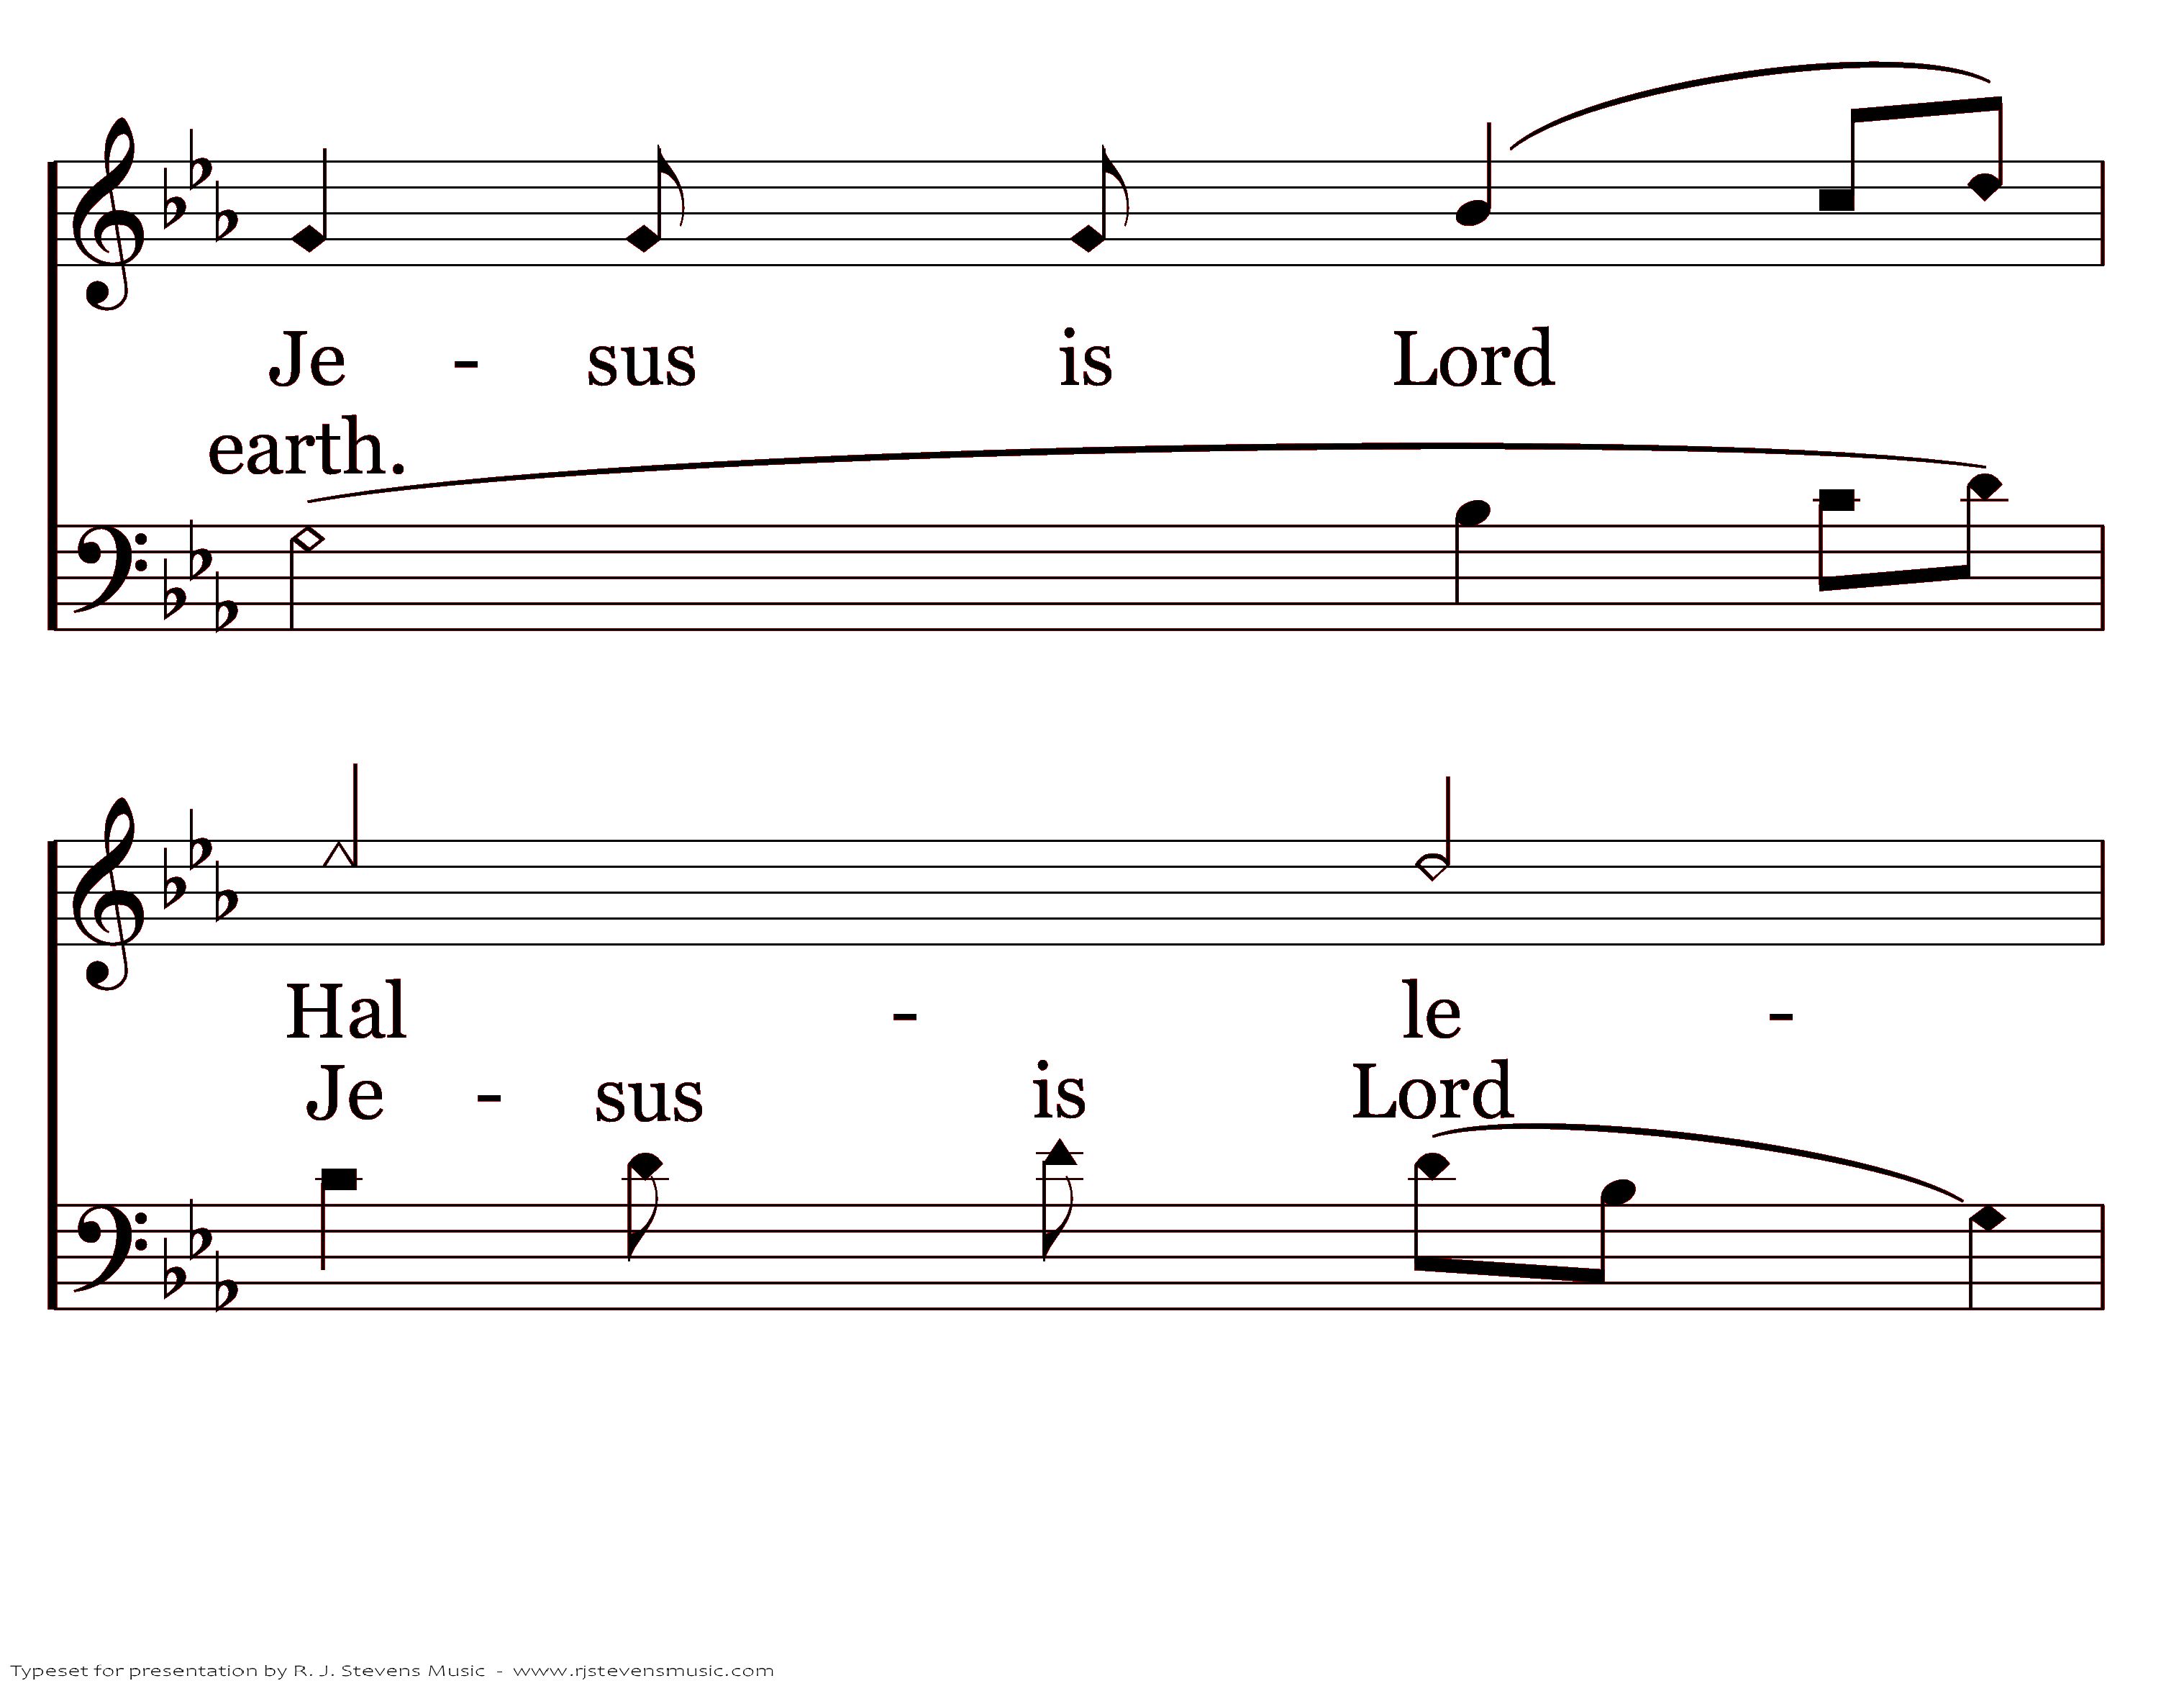 Je - sus is Lord
earth.
Hal - le -
Je - sus is Lord
Typeset for presentation by R. J. Stevens Music - www.rjstevensmusic.com